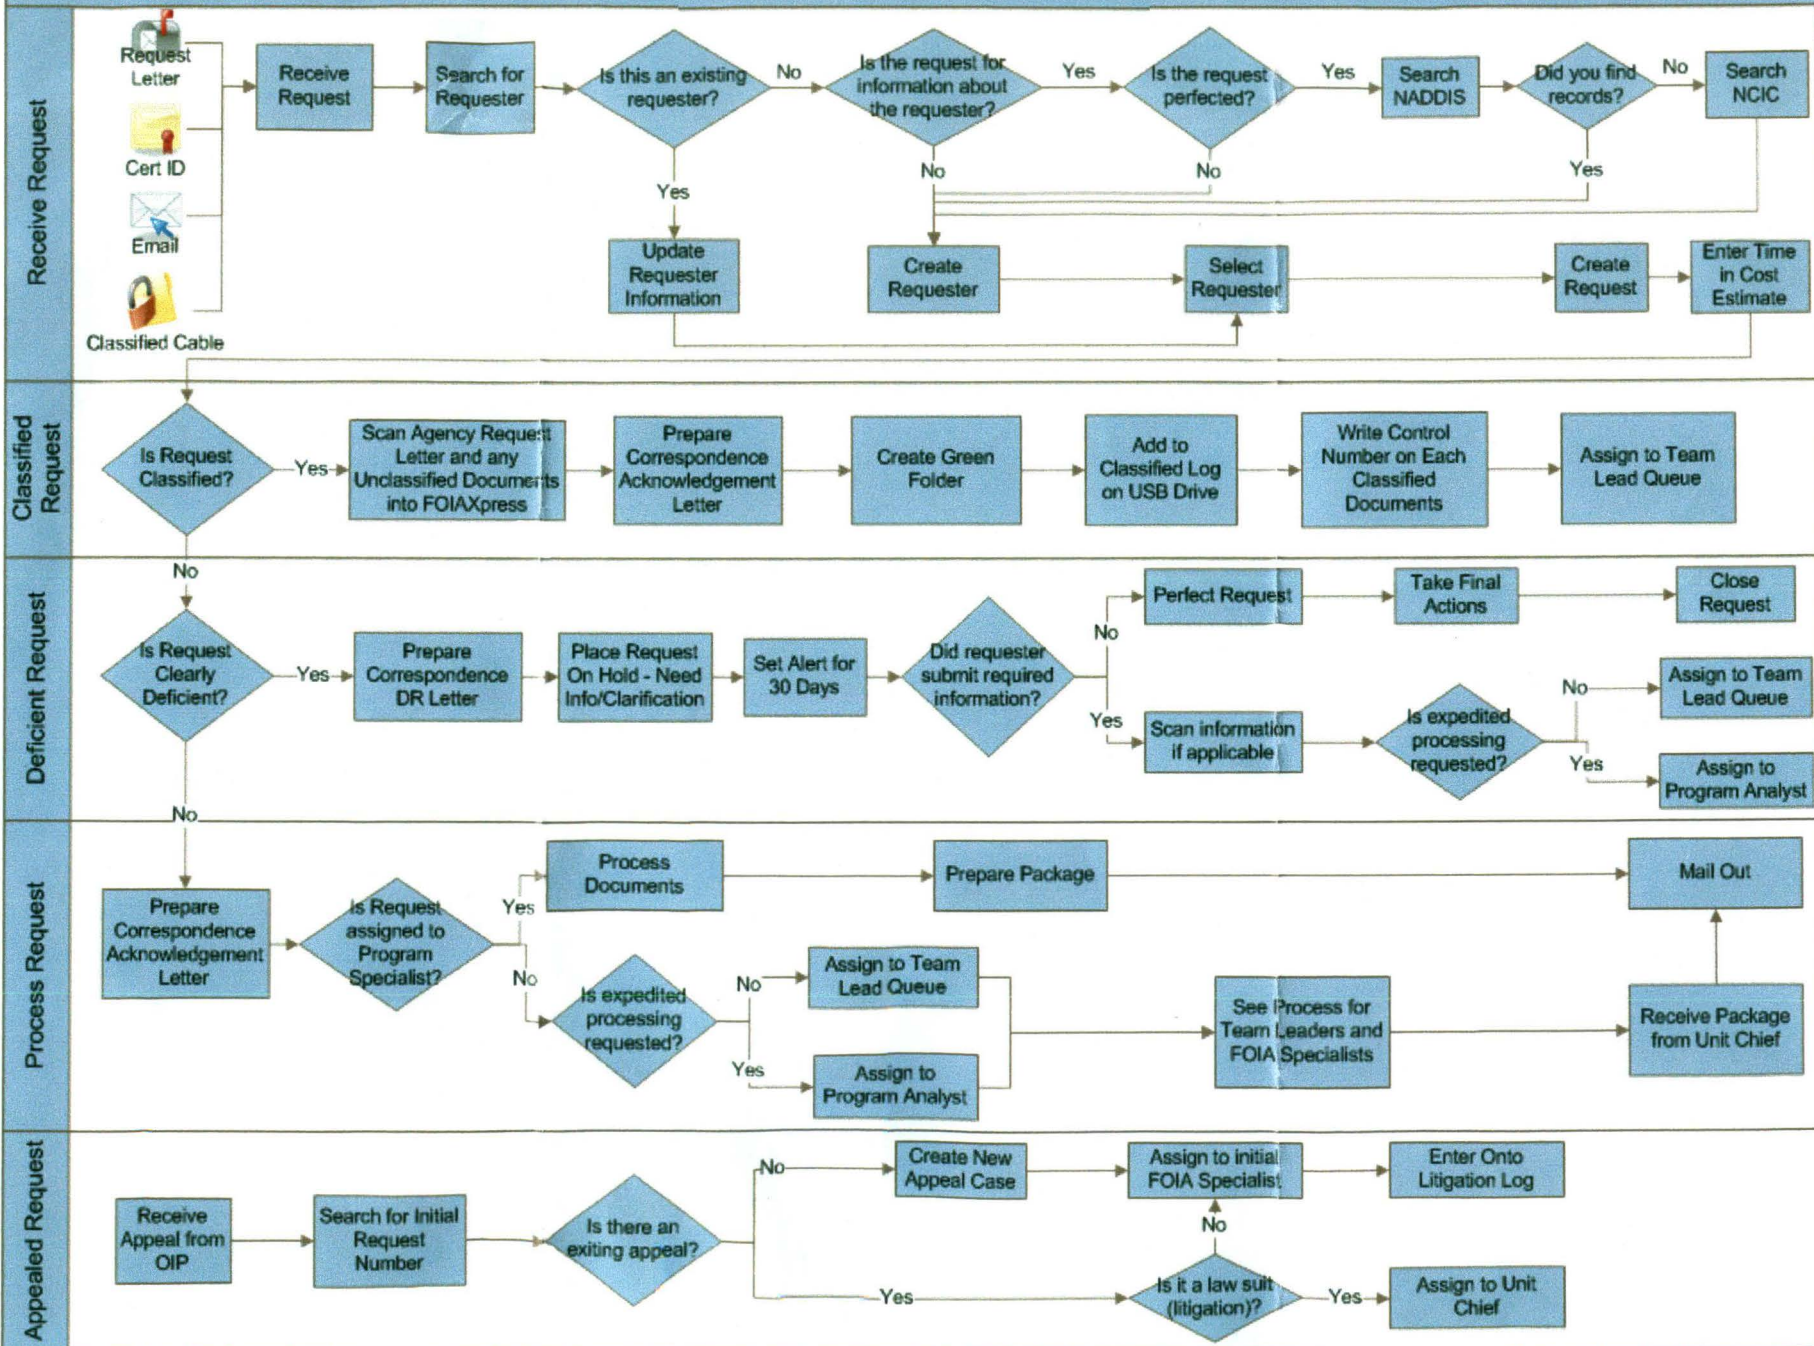 Receive Request
Request
Letter
Cert ID
Email
Classified Cable
Receive
Request
Search for
Requester
Is this an existing
requester?
No
Yes
Is the request for
information about
the requester?
Yes
No
Is the request
perfected?
Yes
No
Search
NADDIS
Did you find
records?
No
Yes
Search
NCIC
Update
Requester
Information
Create
Requester
Select
Requester
Create
Request
Enter Time
in Cost
Estimate
Classified
Request
Is Request
Classified?
Yes
No
Scan Agency Request
Letter and any
Unclassified Documents
into FOIAXpress
Prepare
Correspondence
Acknowledgement
Letter
Create Green
Folder
Add to
Classified Log
on USB Drive
Write Control
Number on Each
Classified
Documents
Assign to Team
Lead Queue
Deficient Request
Is Request
Clearly
Deficient?
Yes
No
Prepare
Correspondence
DR Letter
Place Request
On Hold - Need
Info/Clarification
Set Alert for
30 Days
Did requester
submit required
information?
No
Yes
Perfect Request
Take Final
Actions
Close
Request
Scan information
if applicable
Is expedited
processing
requested?
No
Yes
Assign to Team
Lead Queue
Assign to
Program Analyst
Process Request
Prepare
Correspondence
Acknowledgement
Letter
Is Request
assigned to
Program
Specialist?
Yes
No
Process
Documents
Prepare Package
Mail Out
Is expedited
processing
requested?
No
Yes
Assign to Team
Lead Queue
Assign to
Program Analyst
See Process for
Team Leaders and
FOIA Specialists
Receive Package
from Unit Chief
Appealed Request
Receive
Appeal from
OIP
Search for Initial
Request
Number
Is there an
exiting appeal?
No
Yes
Create New
Appeal Case
Assign to initial
FOIA Specialist
Enter Onto
Litigation Log
No
Is it a law suit
(litigation)?
Yes
Assign to Unit
Chief